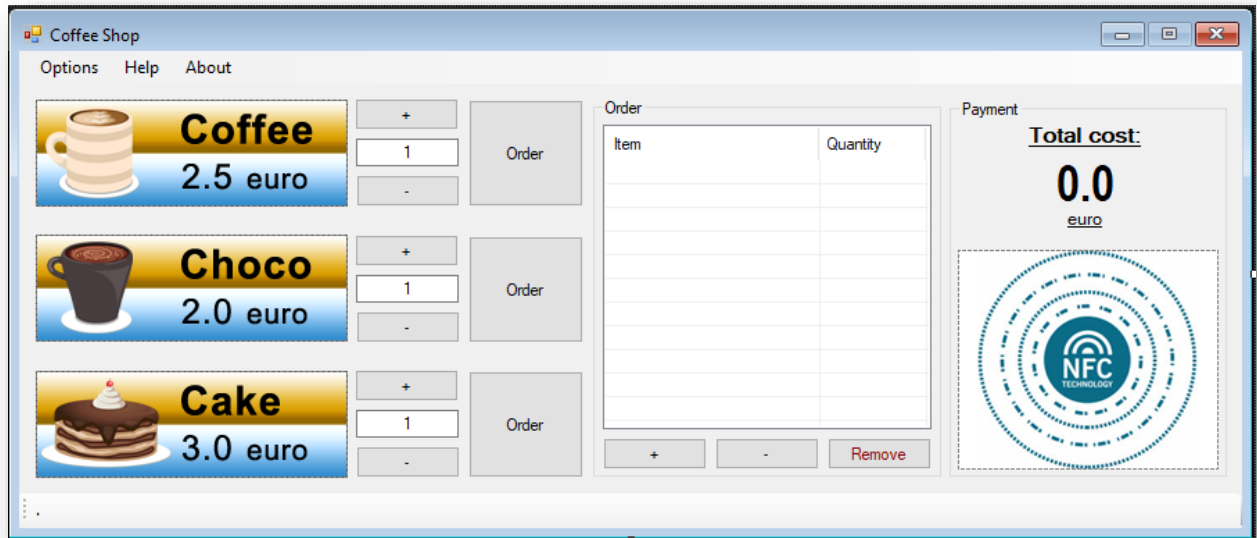 Coffee Shop
Options Help About
Coffee
2.5 euro
+
1
-
Order
Choco
2.0 euro
+
1
-
Order
Cake
3.0 euro
+
1
-
Order
Order
Item Quantity
+ - Remove
Payment
Total cost:
0.0
euro
NFC
TECHNOLOGY
.